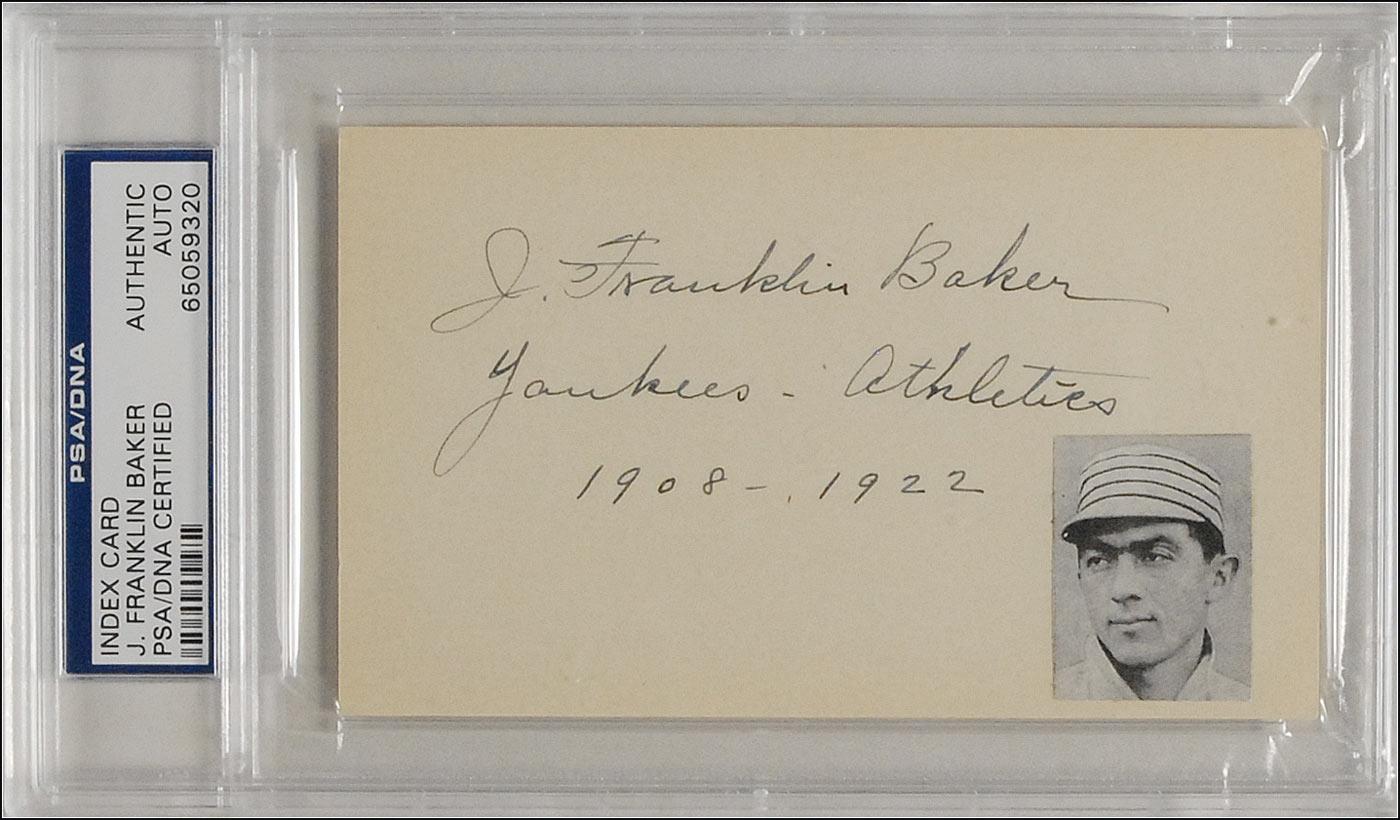 PSA/DNA
INDEX CARD
J. FRANKLIN BAKER AUTHENTIC
PSA/DNA CERTIFIED AUTO
65059320
J. Franklin Baker
Yankees - Athletics
1908 - 1922